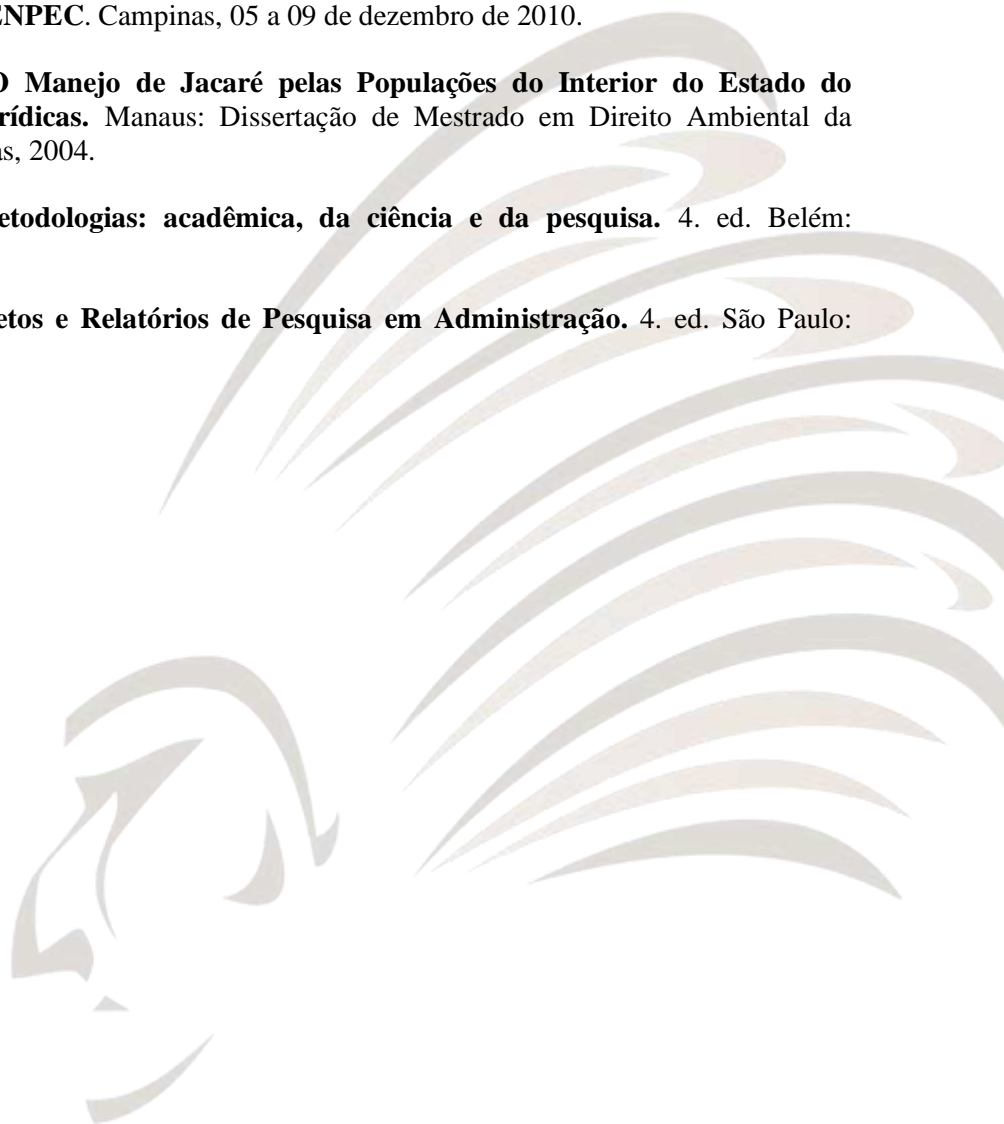 ENPEC. Campinas, 05 a 09 de dezembro de 2010.
O Manejo de Jacaré pelas Populações do Interior do Estado do
rídicas. Manaus: Dissertação de Mestrado em Direito Ambiental da
as, 2004.
etodologias: acadêmica, da ciência e da pesquisa. 4. ed. Belém:
etos e Relatórios de Pesquisa em Administração. 4. ed. São Paulo: